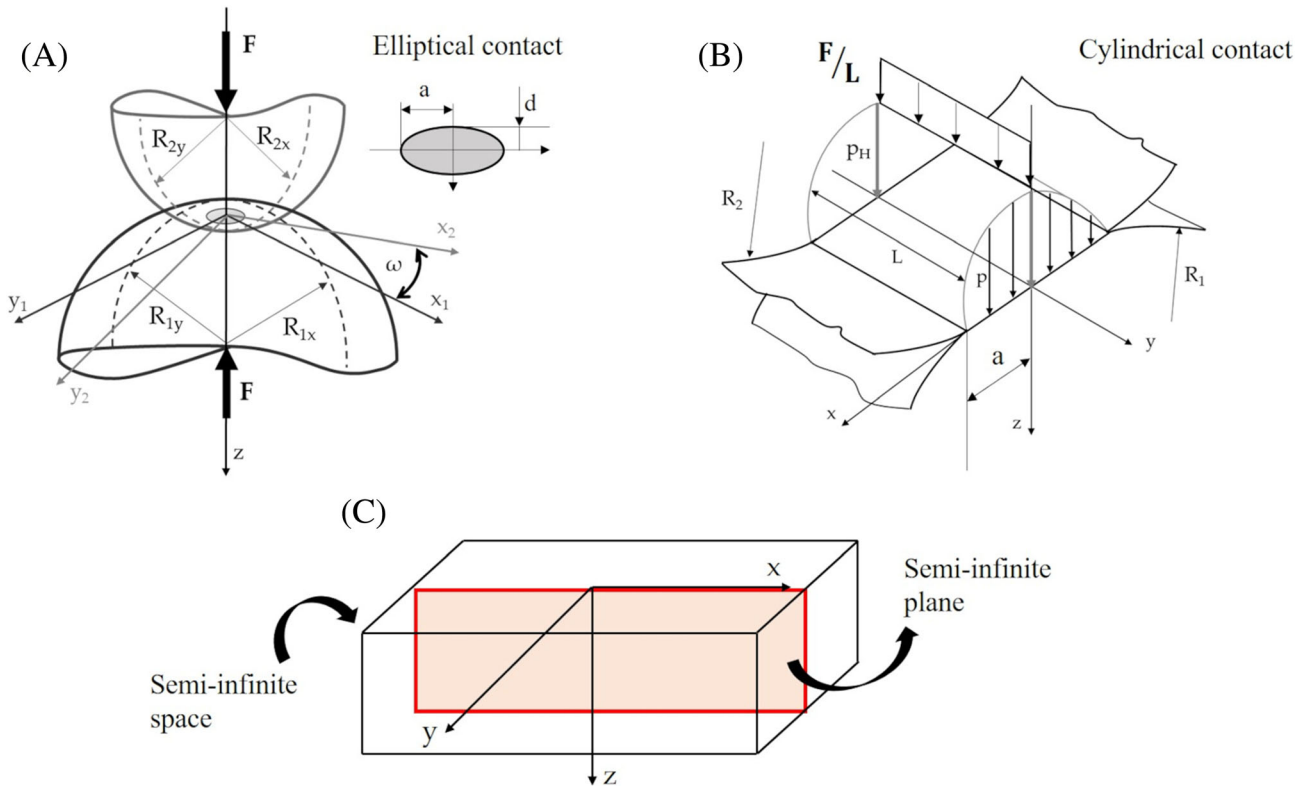 (A)
F
Elliptical contact
a
d
R2y
R2x
x2
ω
y1
x1
R1y
R1x
y2
F
z
(B)
F/L
Cylindrical contact
pH
R2
L
p
R1
y
a
x
z
(C)
x
Semi-infinite
plane
Semi-infinite
space
y
z